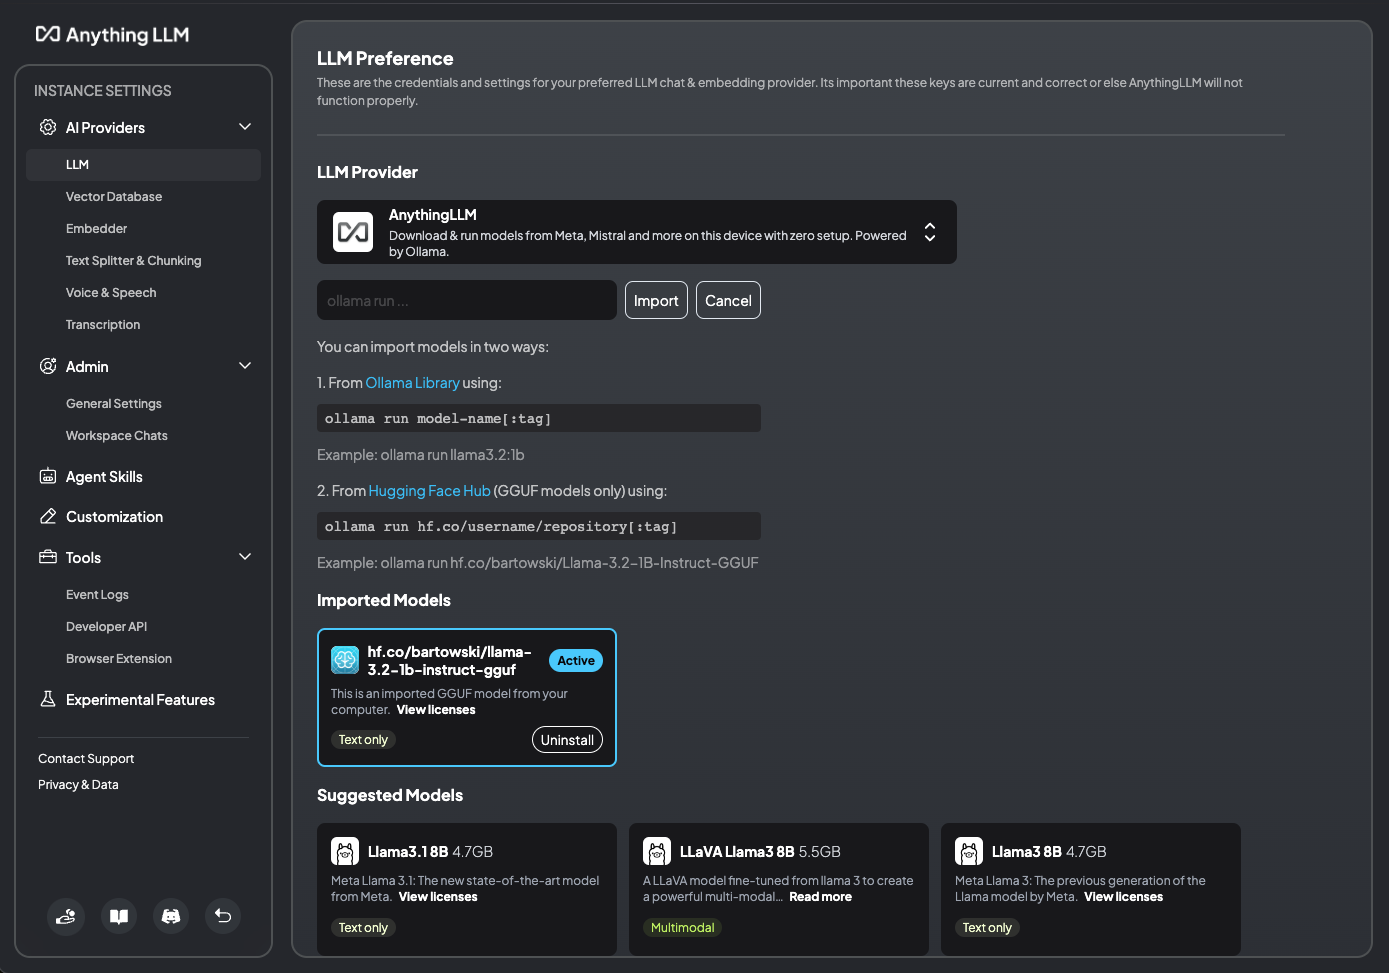 Anything LLM
INSTANCE SETTINGS
AI Providers
LLM
Vector Database
Embedder
Text Splitter & Chunking
Voice & Speech
Transcription
Admin
General Settings
Workspace Chats
Agent Skills
Customization
Tools
Event Logs
Developer API
Browser Extension
Experimental Features
Contact Support
Privacy & Data
LLM Preference
These are the credentials and settings for your preferred LLM chat & embedding provider. Its important these keys are current and correct or else AnythingLLM will not
function properly.
LLM Provider
AnythingLLM
Download & run models from Meta, Mistral and more on this device with zero setup. Powered
by Ollama.
ollama run ...
Import
Cancel
You can import models in two ways:
1. From Ollama Library using:
ollama run model-name[:tag]
Example: ollama run llama3.2:1b
2. From Hugging Face Hub (GGUF models only) using:
ollama run hf.co/username/repository[:tag]
Example: ollama run hf.co/bartowski/Llama-3.2-1B-Instruct-GGUF
Imported Models
hf.co/bartowski/llama-
3.2-1b-instruct-gguf
Active
This is an imported GGUF model from your
computer. View licenses
Text only
Uninstall
Suggested Models
Llama3.1 8B 4.7GB
Meta Llama 3.1: The new state-of-the-art model
from Meta. View licenses
Text only
LLaVA Llama3 8B 5.5GB
A LLaVA model fine-tuned from llama 3 to create
a powerful multi-modal... Read more
Multimodal
Llama3 8B 4.7GB
Meta Llama 3: The previous generation of the
Llama model by Meta. View licenses
Text only